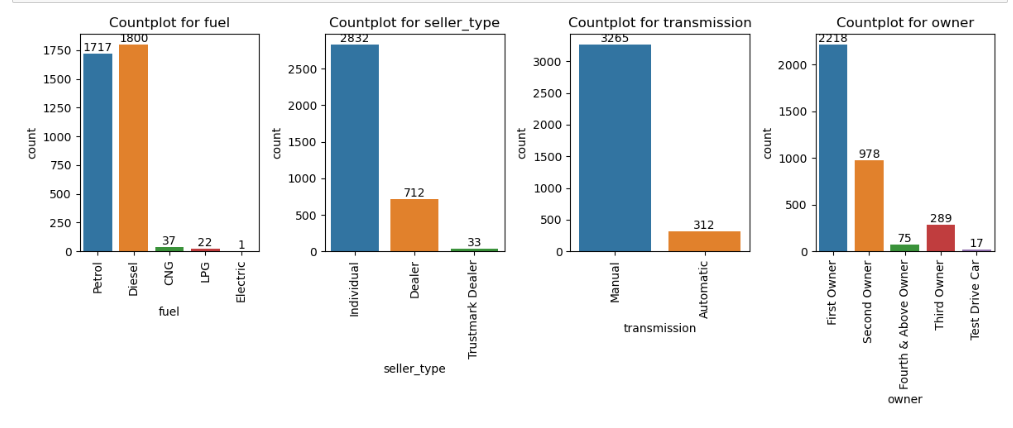 Countplot for fuel
1750
1500
1250
1000
750
500
250
0
count
1717
1800
37
22
1
Petrol
Diesel
CNG
LPG
Electric
fuel
Countplot for seller_type
2500
2000
1500
1000
500
0
count
2832
712
33
Individual
Dealer
Trustmark Dealer
seller_type
Countplot for transmission
3000
2500
2000
1500
1000
500
0
count
3265
312
Manual
Automatic
transmission
Countplot for owner
2000
1500
1000
500
0
count
2218
978
75
289
17
First Owner
Second Owner
Fourth & Above Owner
Third Owner
Test Drive Car
owner